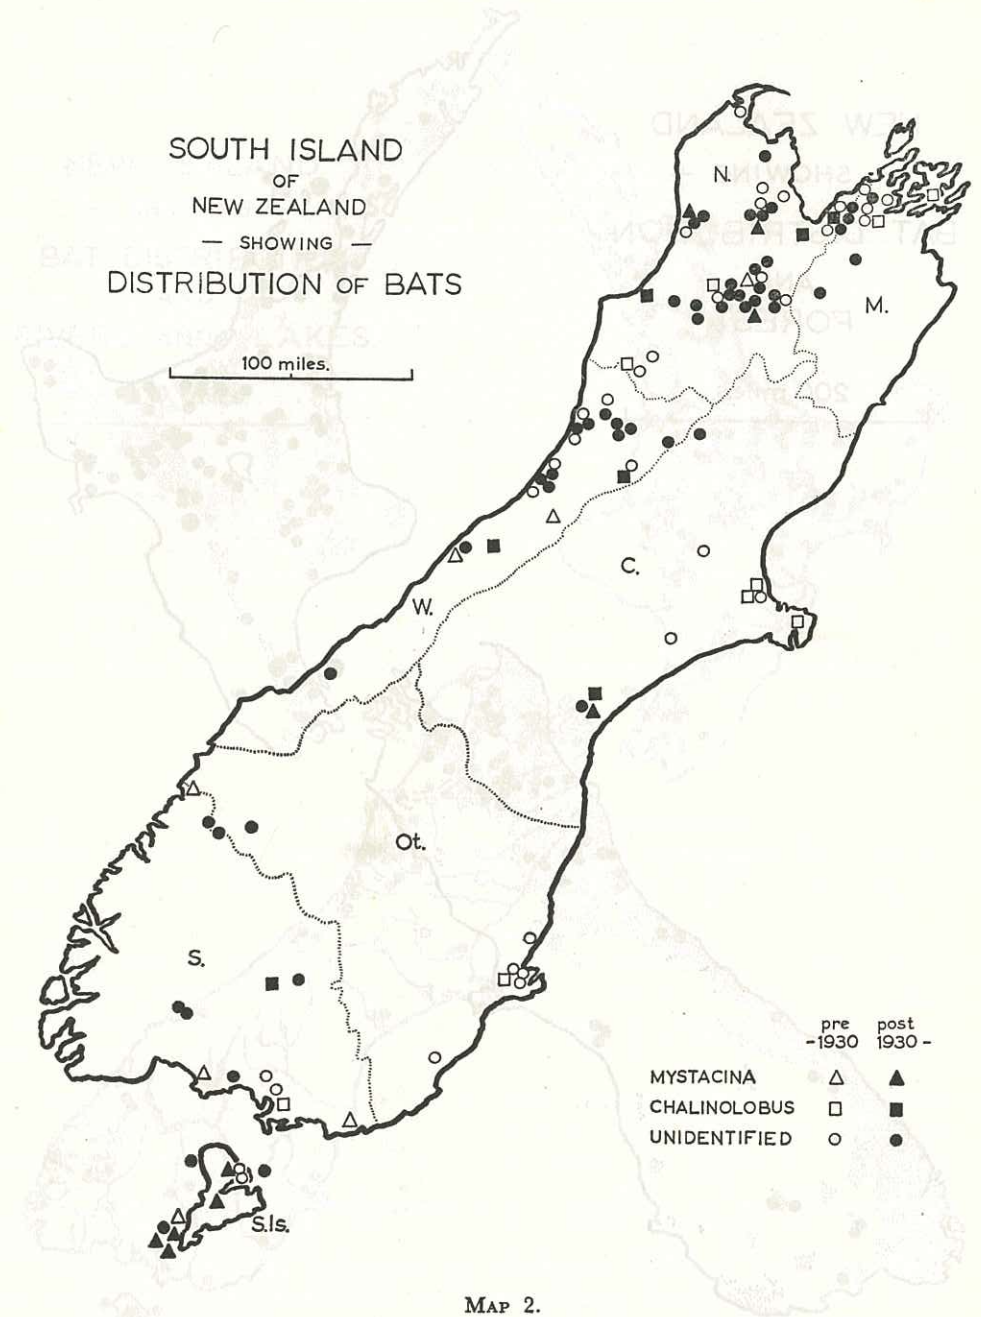 SOUTH ISLAND
OF
NEW ZEALAND
— SHOWING —
DISTRIBUTION OF BATS
100 miles.
N.
M.
C.
W.
Ot.
S.
S.Is.
pre post
-1930 1930-
MYSTACINA
CHALINOLOBUS
UNIDENTIFIED
MAP 2.